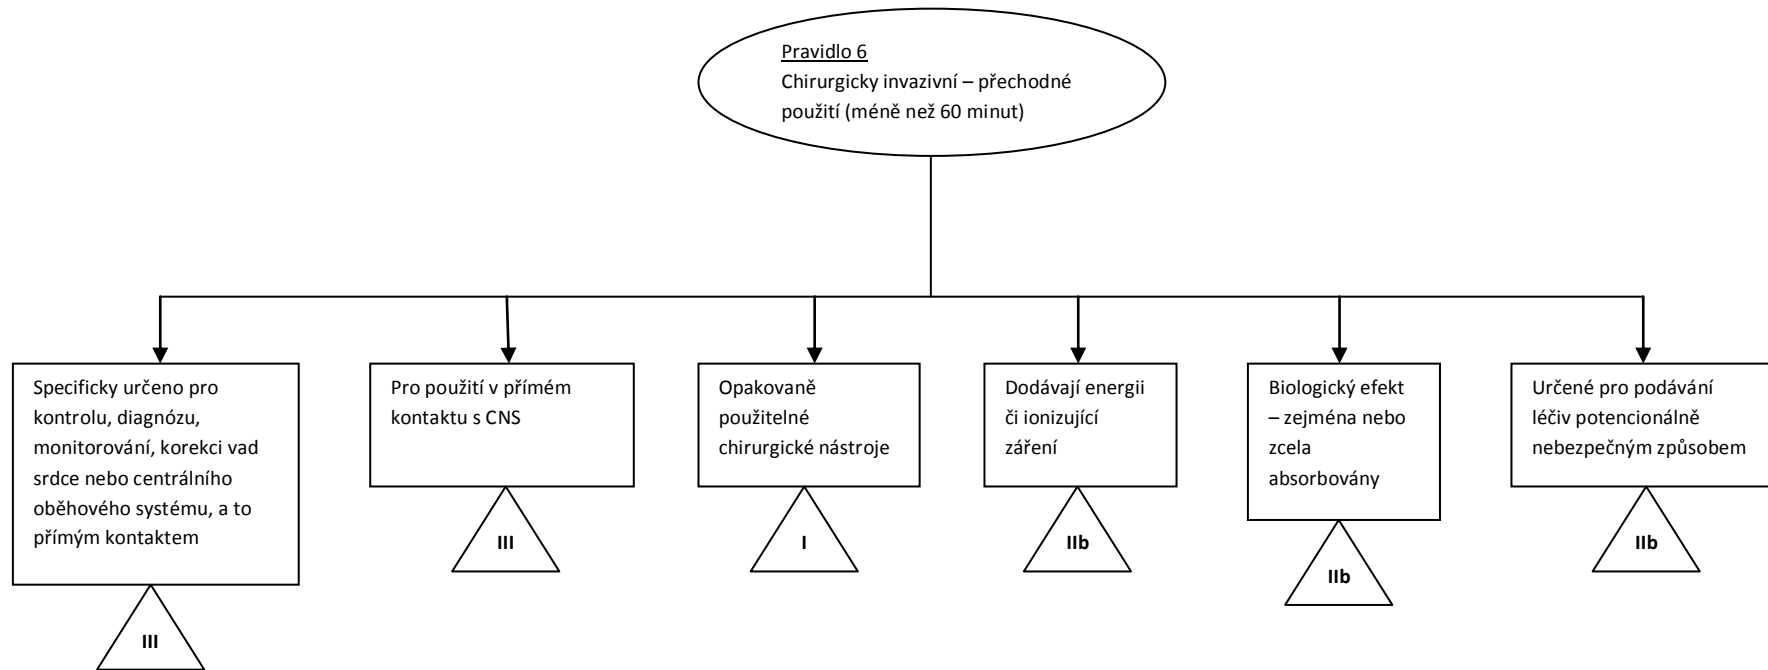 Pravidlo 6
Chirurgicky invazivní – přechodné
použití (méně než 60 minut)
Specificky určeno pro
kontrolu, diagnózu,
monitorování, korekci vad
srdce nebo centrálního
oběhového systému, a to
přímým kontaktem
III
Pro použití v přímém
kontaktu s CNS
III
Opakovaně
použitelné
chirurgické nástroje
I
Dodávají energii
či ionizující
záření
IIb
Biologický efekt
– zejména nebo
zcela
absorbovány
IIb
Určené pro podávání
léčiv potencionálně
nebezpečným způsobem
IIb